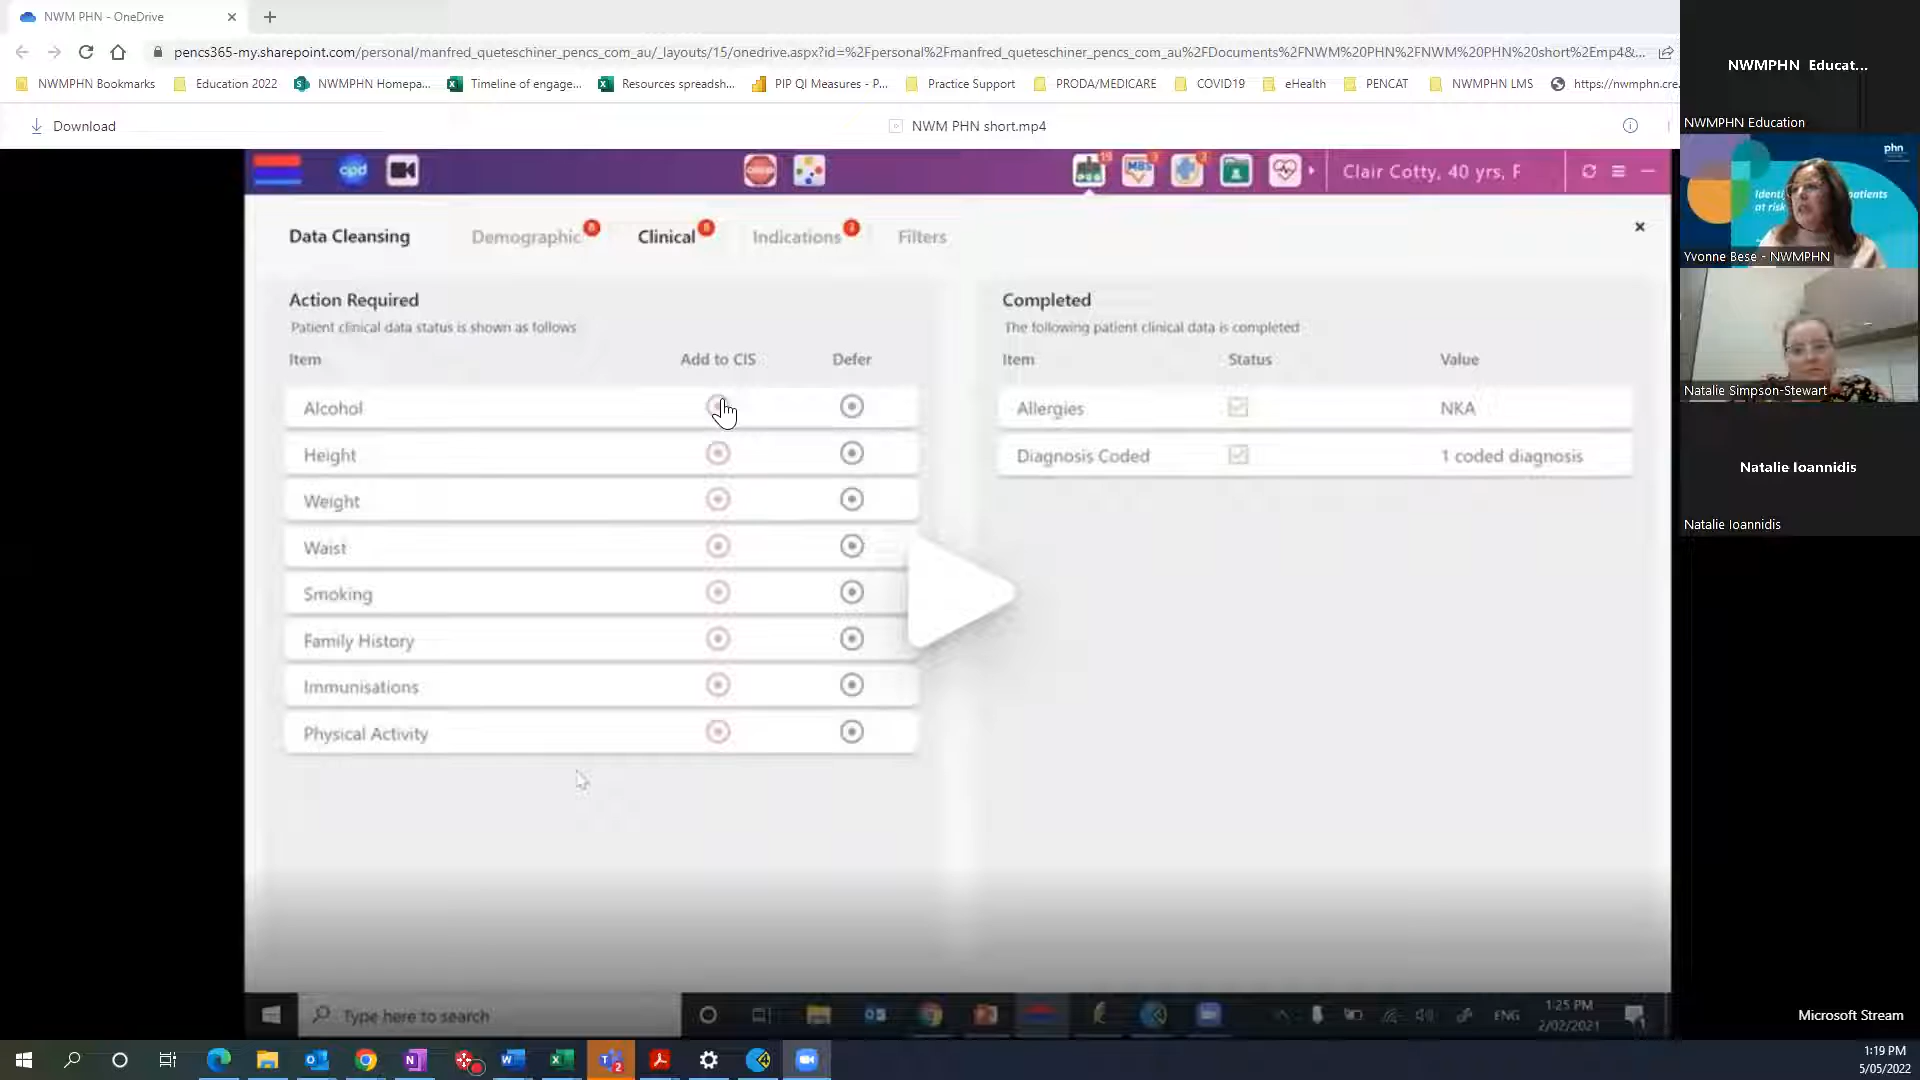 NWM PHN - OneDrive
pencs365-my.sharepoint.com/personal/manfred_queteschiner_pencs_com_au/_layouts/15/onedrive.aspx?id=%2Fpersonal%2Fmanfred_queteschiner_pencs_com_au%2FDocuments%2FNWM%20PHN%2FNWM%20PHN%20short%2Emp4&...
NWMPHN Bookmarks Education 2022 NWMPHN Homepa... Timeline of engage... Resources spreadsh... PIP QI Measures - P... Practice Support PRODA/MEDICARE COVID19 eHealth PENCAT NWMPHN LMS https://nwmphn.cre
Download NWM PHN short.mp4
cpd MBS Clair Cotty, 40 yrs, F
Data Cleansing Demographic Clinical Indications Filters
Action Required
Patient clinical data status is shown as follows
Item Add to CIS Defer
Alcohol
Height
Weight
Waist
Smoking
Family History
Immunisations
Physical Activity
Completed
The following patient clinical data is completed
Item Status Value
Allergies NKA
Diagnosis Coded 1 coded diagnosis
Type here to search
ENG
1:25 PM
2/02/2021
NWMPHN Educat...
NWMPHN Education
phn
Identi patients
at risk
Yvonne Bese - NWMPHN
Natalie Simpson-Stewart
Natalie Ioannidis
Natalie Ioannidis
Microsoft Stream
1:19 PM
5/05/2022